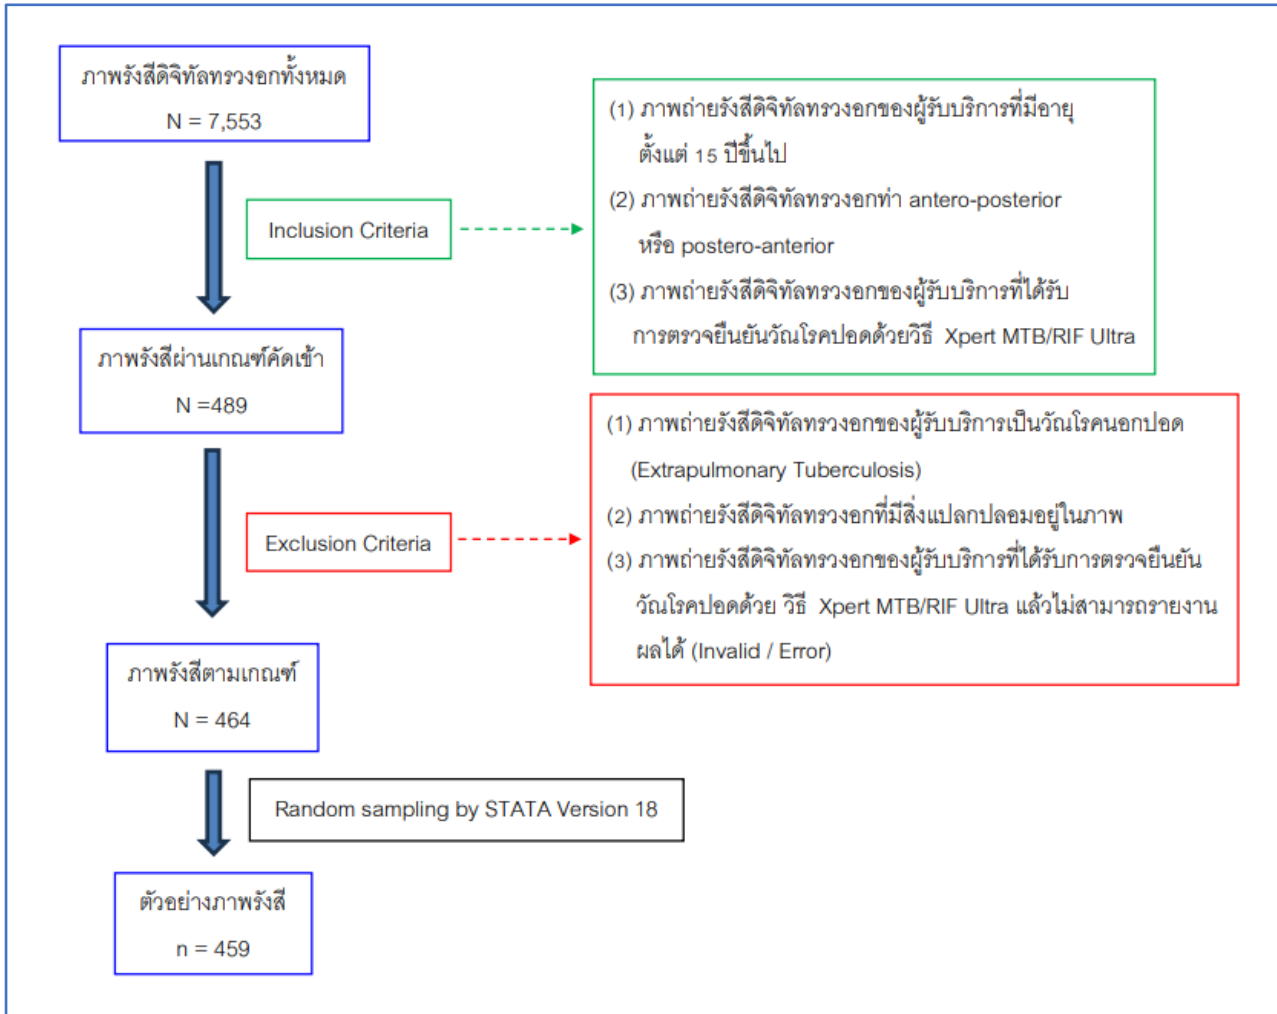 ภาพรังสีดิจิทัลทรวงอกทั้งหมด
N = 7,553
Inclusion Criteria
(1) ภาพถ่ายรังสีดิจิทัลทรวงอกของผู้รับบริการที่มีอายุ
ตั้งแต่ 15 ปีขึ้นไป
(2) ภาพถ่ายรังสีดิจิทัลทรวงอกท่า antero-posterior
หรือ postero-anterior
(3) ภาพถ่ายรังสีดิจิทัลทรวงอกของผู้รับบริการที่ได้รับ
การตรวจยืนยันวัณโรคปอดด้วยวิธี Xpert MTB/RIF Ultra
ภาพรังสีผ่านเกณฑ์คัดเข้า
N =489
Exclusion Criteria
(1) ภาพถ่ายรังสีดิจิทัลทรวงอกของผู้รับบริการเป็นวัณโรคนอกปอด
(Extrapulmonary Tuberculosis)
(2) ภาพถ่ายรังสีดิจิทัลทรวงอกที่มีสิ่งแปลกปลอมอยู่ในภาพ
(3) ภาพถ่ายรังสีดิจิทัลทรวงอกของผู้รับบริการที่ได้รับการตรวจยืนยัน
วัณโรคปอดด้วย วิธี Xpert MTB/RIF Ultra แล้วไม่สามารถรายงาน
ผลได้ (Invalid / Error)
ภาพรังสีตามเกณฑ์
N = 464
Random sampling by STATA Version 18
ตัวอย่างภาพรังสี
n = 459